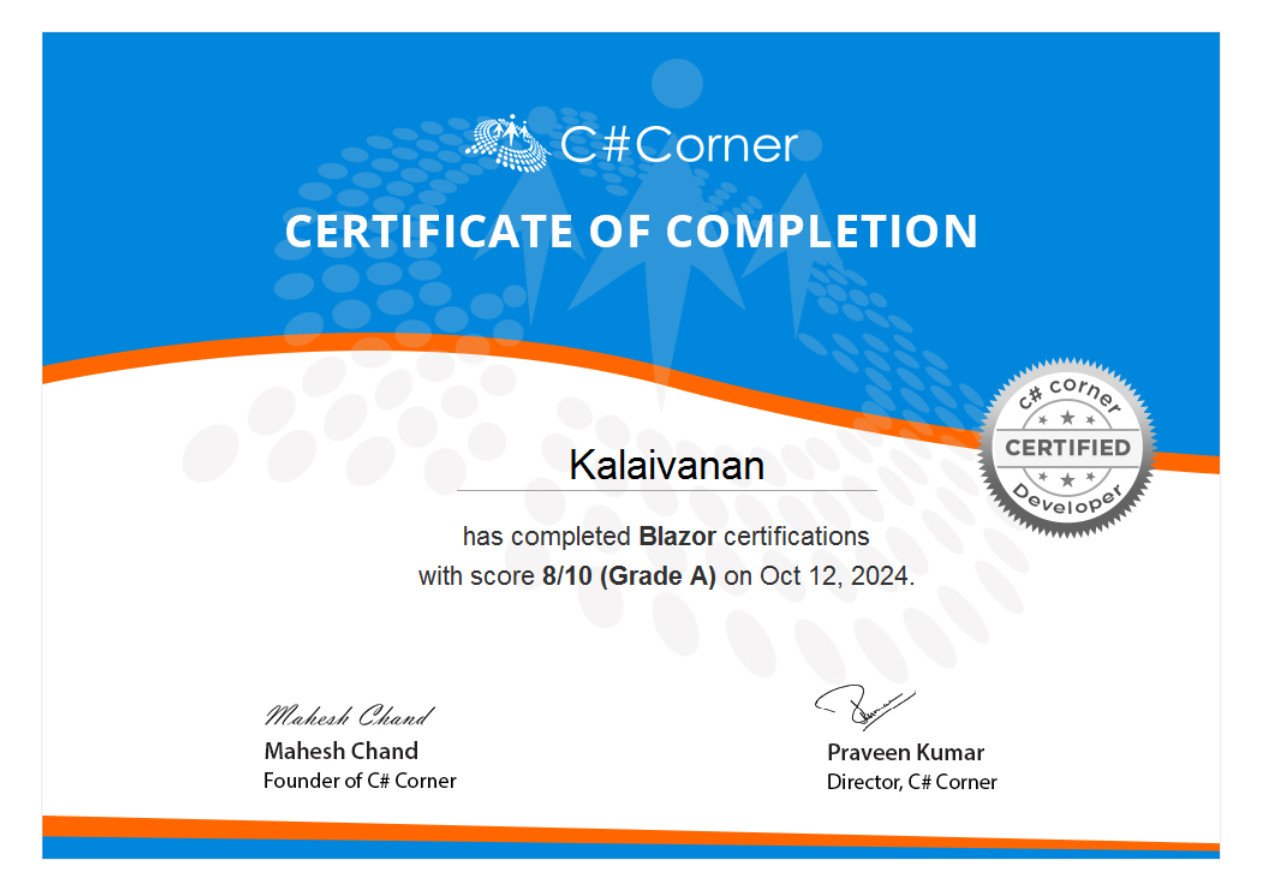 C#Corner
CERTIFICATE OF COMPLETION
c# corner
CERTIFIED
Developer
Kalaivanan
has completed Blazor certifications
with score 8/10 (Grade A) on Oct 12, 2024.
Mahesh Chand
Mahesh Chand
Founder of C# Corner
Praveen Kumar
Director, C# Corner